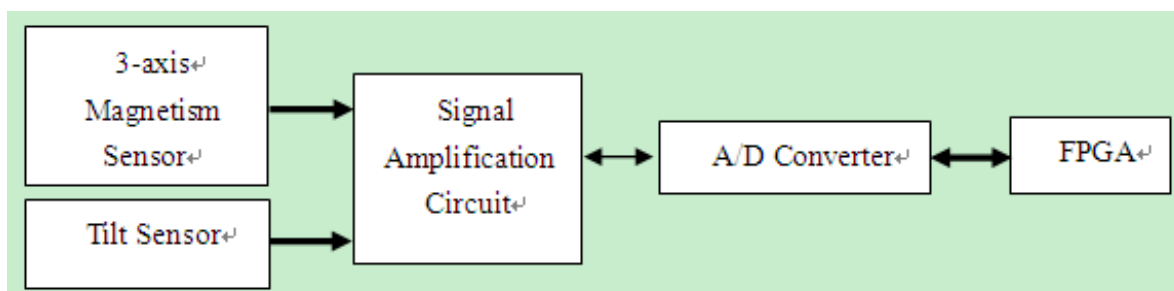 3-axis↵
Magnetism
Sensor↵
Tilt Sensor↵
Signal
Amplification
Circuit↵
A/D Converter↵
FPGA↵